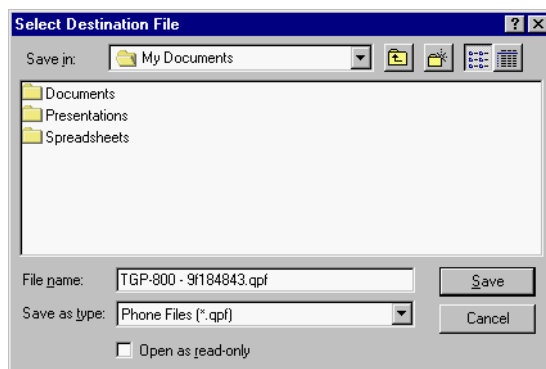 Select Destination File
Save in: My Documents
Documents
Presentations
Spreadsheets
File name: TGP-800 - 9f184843.qpf Save
Save as type: Phone Files (*.qpf) Cancel
Open as read-only